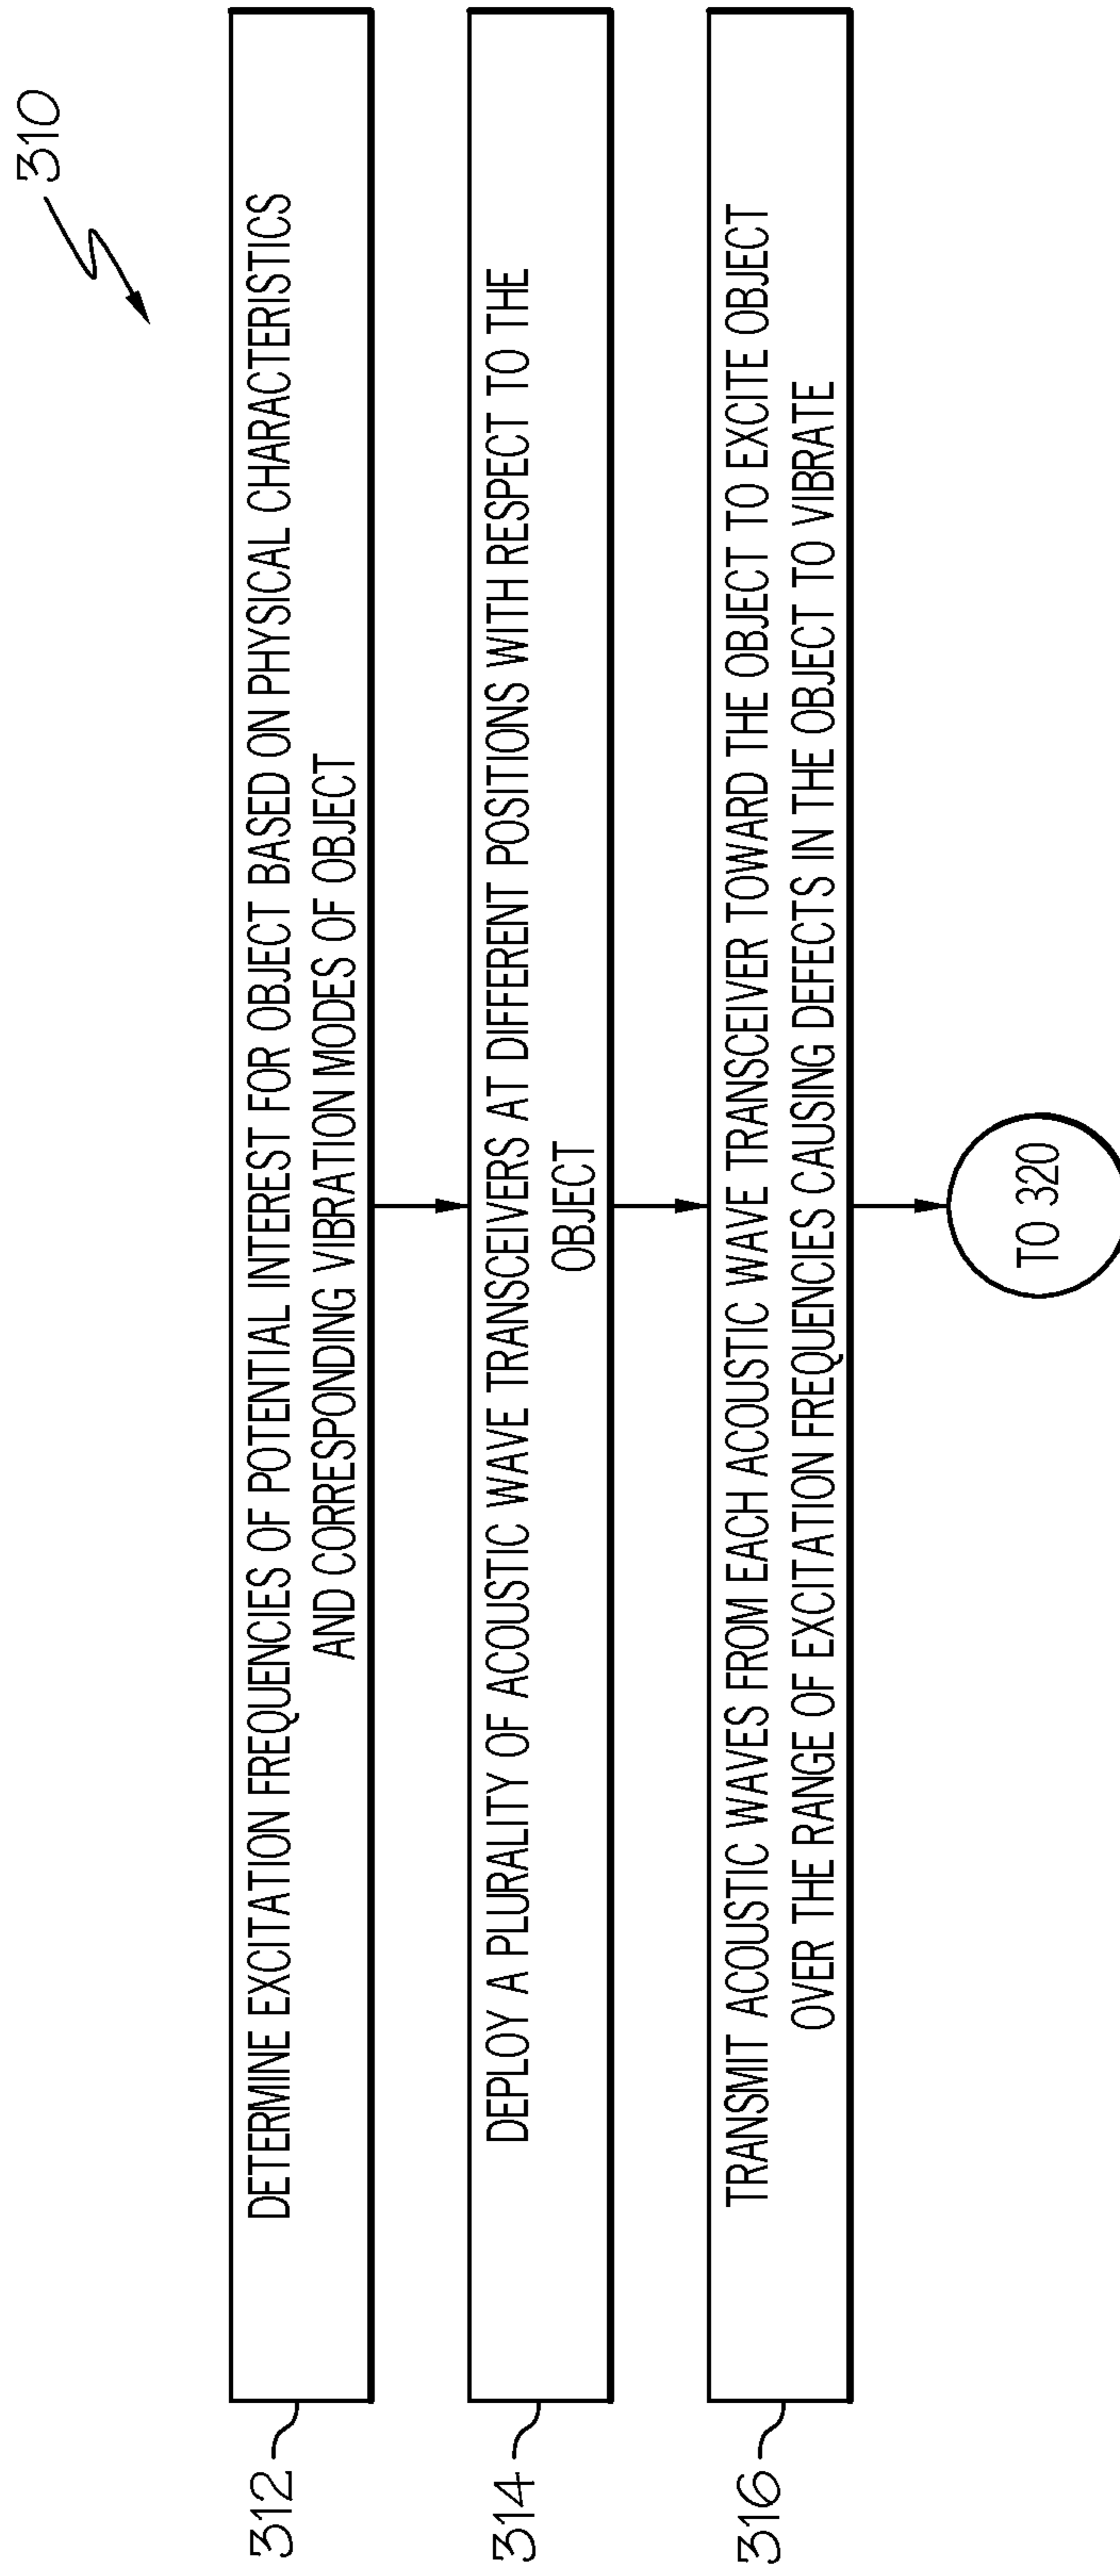 310
312
DETERMINE EXCITATION FREQUENCIES OF POTENTIAL INTEREST FOR OBJECT BASED ON PHYSICAL CHARACTERISTICS
AND CORRESPONDING VIBRATION MODES OF OBJECT
314
DEPLOY A PLURALITY OF ACOUSTIC WAVE TRANSCEIVERS AT DIFFERENT POSITIONS WITH RESPECT TO THE
OBJECT
316
TRANSMIT ACOUSTIC WAVES FROM EACH ACOUSTIC WAVE TRANSCEIVER TOWARD THE OBJECT TO EXCITE OBJECT
OVER THE RANGE OF EXCITATION FREQUENCIES CAUSING DEFECTS IN THE OBJECT TO VIBRATE
TO 320